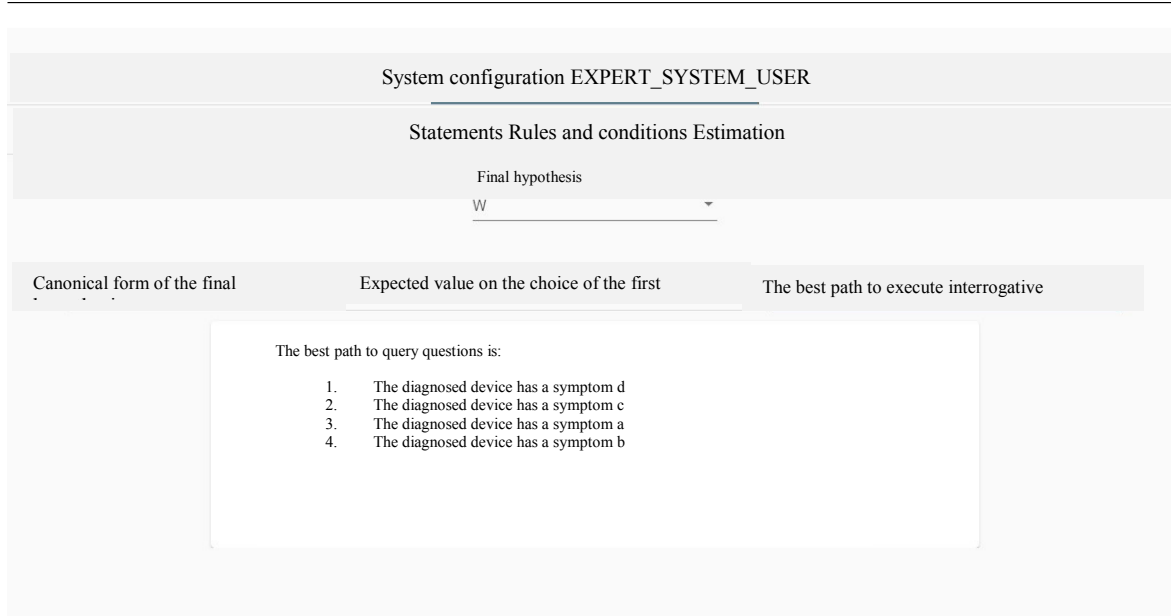 System configuration EXPERT_SYSTEM_USER
Statements Rules and conditions Estimation
Final hypothesis
W
Canonical form of the final
Expected value on the choice of the first
The best path to execute interrogative
The best path to query questions is:
1. The diagnosed device has a symptom d
2. The diagnosed device has a symptom c
3. The diagnosed device has a symptom a
4. The diagnosed device has a symptom b